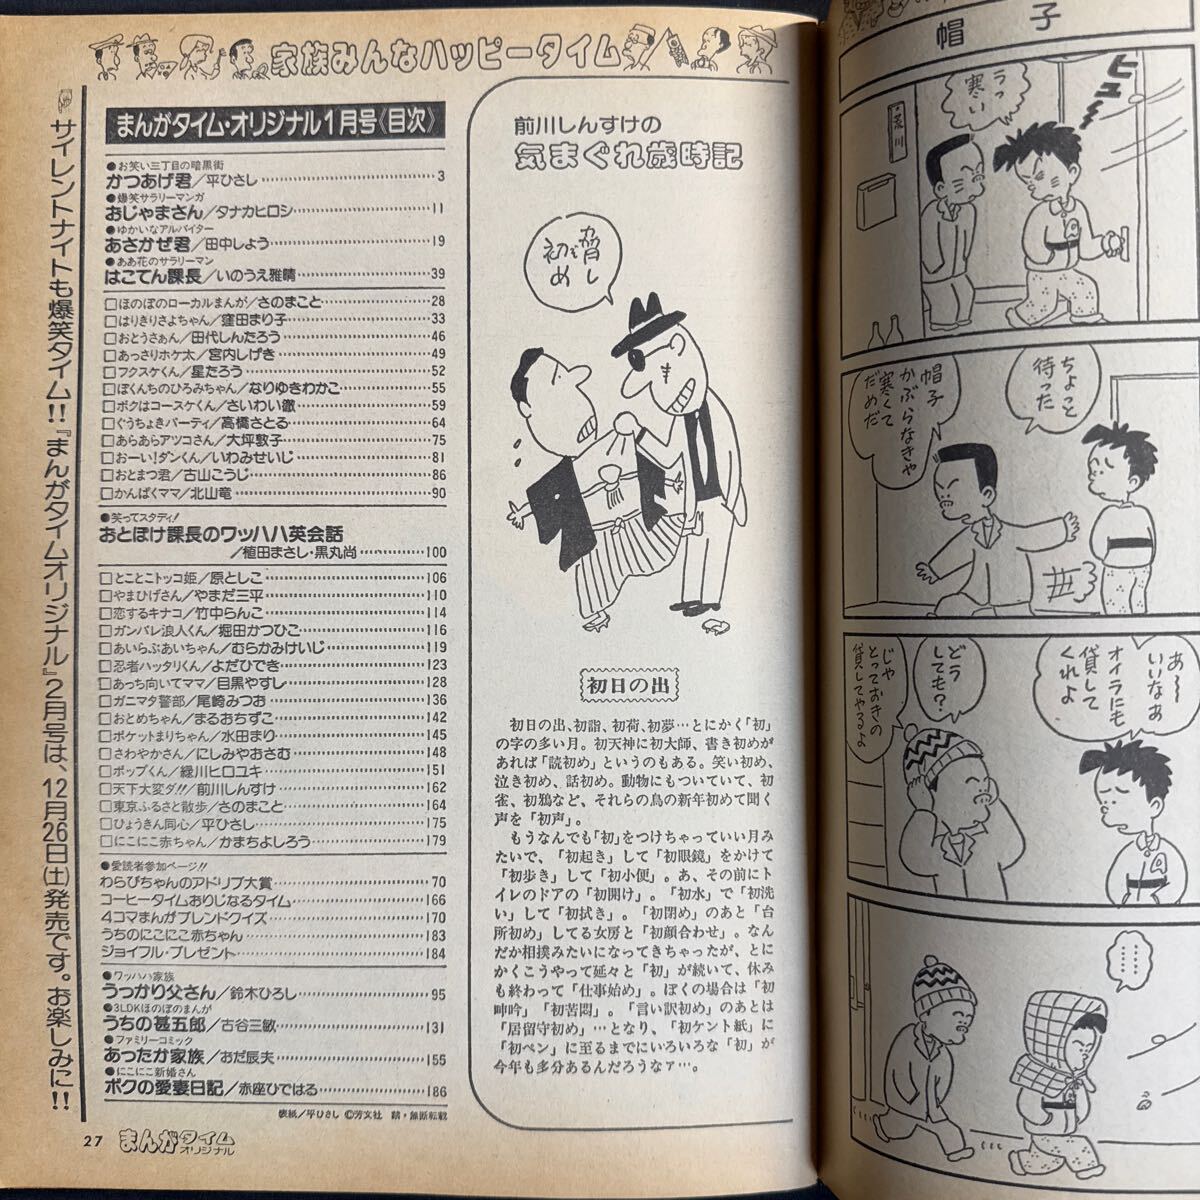 家族みんなハッピータイム
サイレントナイトも爆笑タイム!!『まんがタイムオリジナル』2月号は、12月26日(土)発売です。お楽しみに!!
まんがタイム・オリジナル1月号《目次》
●お笑い三丁目の暗黒街
かつあげ君／平ひさし 3
●爆笑サラリーマンガ
おじゃまさん／タナカヒロシ 11
●ゆかいなアルバイター
あさかぜ君／田中しょう 19
●ああ花のサラリーマン
はこてん課長／いのうえ雅晴 39
□ほのぼのローカルまんが／さのまこと 28
□はりきりさよちゃん／窪田まり子 33
□おとうさぁん／田代しんたろう 46
□あっさりホケ太／宮内しげき 49
□フクスケくん／星たろう 52
□ぼくんちのひろみちゃん／なりゆきわかこ 55
□ボクはコースケくん／さいわい徹 59
□ぐうちょきパーティ／高橋さとる 64
□あらあらアツコさん／大坪敦子 75
□おーい!ダンくん／いわみせいじ 81
□おとまつ君／古山こうじ 86
□かんぱくママ／北山竜 90
●笑ってスタディ!
おとぼけ課長のワッハハ英会話
／植田まさし・黒丸尚 100
□とことこトッコ姫／原としこ 106
□やまひげさん／やまだ三平 110
□恋するキナコ／竹中らんこ 114
□ガンバレ浪人くん／堀田かつひこ 116
□あいらぶあいちゃん／むらかみけいじ 119
□忍者ハッタリくん／よだひでき 123
□あっち向いてママ／目黒やすし 128
□ガニマタ警部／尾崎みつお 136
□おとめちゃん／まるおちずこ 142
□ポケットまりちゃん／水田まり 145
□さわやかさん／にしみやおさむ 148
□ポップくん／緑川ヒロユキ 151
□天下大変ダ!!／前川しんすけ 162
□東京ふるさと散歩／さのまこと 164
□ひょうきん同心／平ひさし 175
□にこにこ赤ちゃん／かまちよしろう 179
●愛読者参加ページ!!
わらびちゃんのアドリブ大賞 70
コーヒータイムおりじなるタイム 166
4コマまんがブレンドクイズ 170
うちのにこにこ赤ちゃん 183
ジョイフル・プレゼント 184
●ワッハハ家族
うっかり父さん／鈴木ひろし 95
●3LDKほのぼのまんが
うちの甚五郎／古谷三敏 131
●ファミリーコミック
あったか家族／おだ辰夫 155
●にこにこ新婚さん
ボクの愛妻日記／赤座ひではる 186
表紙／平ひさし ©芳文社 禁・無断転載
27 まんがタイム
オリジナル
前川しんすけの
気まぐれ歳時記
脅し
初め
初日の出
初日の出、初詣、初荷、初夢…とにかく「初」
の字の多い月。初天神に初大師、書き初めが
あれば「読初め」というのもある。笑い初め、
泣き初め、話初め。動物にもついていて、初
雀、初鴉など、それらの鳥の新年初めて聞く
声を「初声」。
もうなんでも「初」をつけちゃっていい月み
たいで、「初起き」して「初眼鏡」をかけて
「初歩き」して「初小便」。あ、その前にト
イレのドアの「初開け」。「初水」で「初洗
い」して「初拭き」。「初閉め」のあと「台
所初め」してる女房と「初顔合わせ」。なん
だか相撲みたいになってきちゃったが、とに
かくこうやって延々と「初」が続いて、休み
も終わって「仕事始め」。ぼくの場合は「初
呻吟」「初苦悶」。「言い訳初め」のあとは
「居留守初め」…となり、「初ケント紙」に
「初ペン」に至るまでにいろいろな「初」が
今年も多分あるんだろうなァ…。
帽子
ヒュー
うっ
寒い
荒川
ちょっと
待った
帽子
かぶらなきゃ
寒くて
だめだ
あ〜
いいなあ
オイラにも
貸して
くれよ
どう
しても?
じゃ
とっておきの
貸してやるよ
………